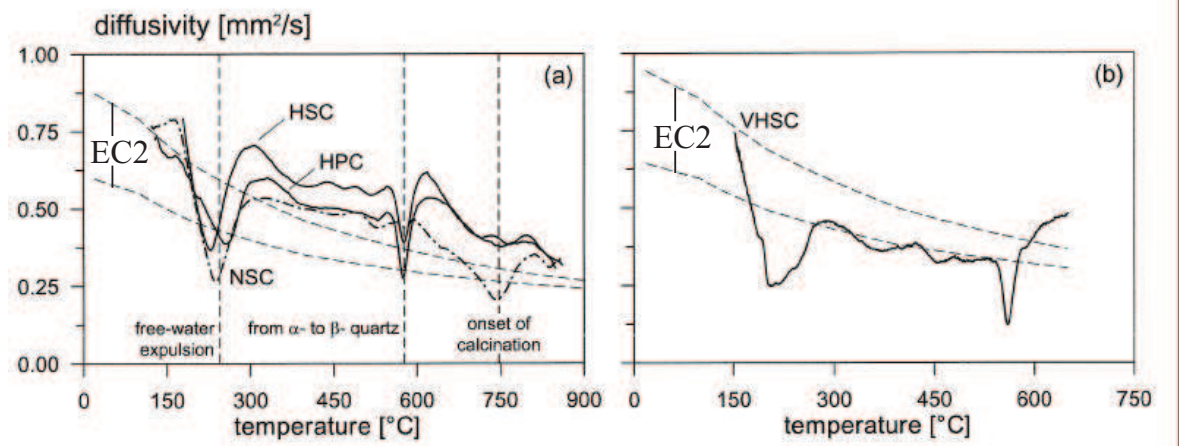 diffusivity [mm²/s]
1.00
0.75
0.50
0.25
0.00
(a)
HSC
EC2
HPC
NSC
free-water
expulsion
from α- to β- quartz
onset of
calcination
0 150 300 450 600 750 900
temperature [°C]
(b)
VHSC
EC2
0 150 300 450 600 750
temperature [°C]